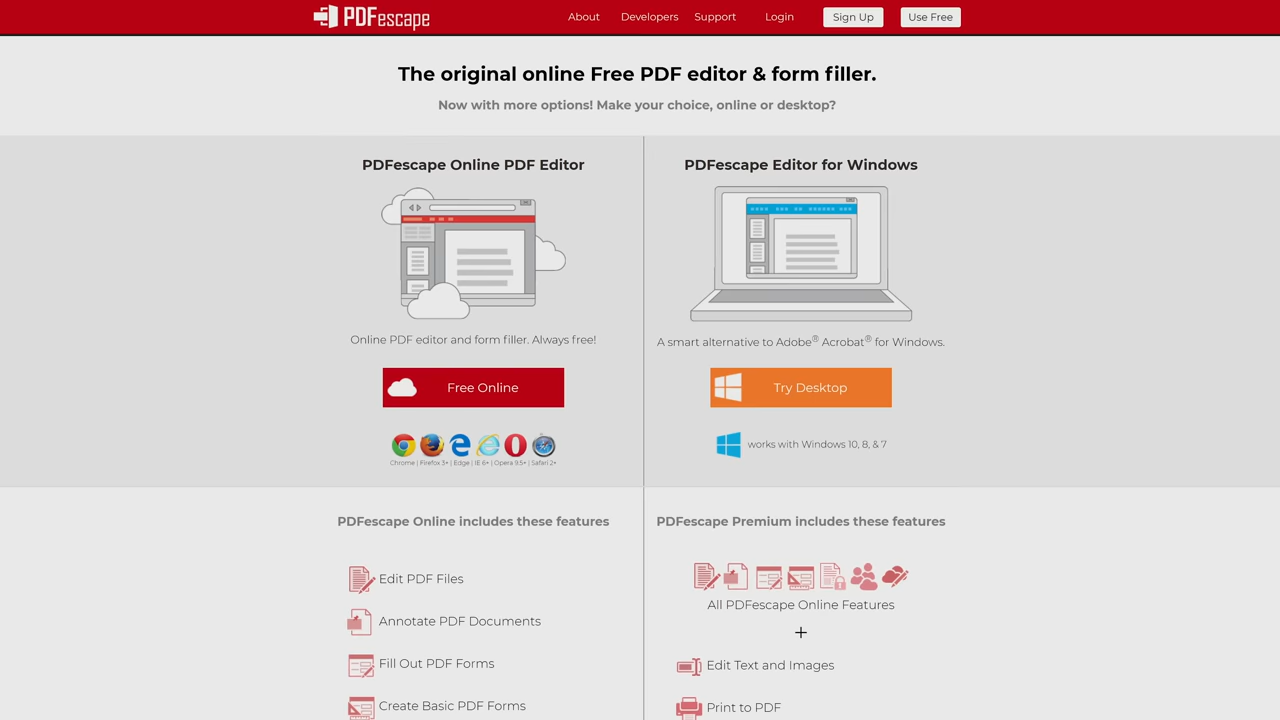 PDFescape
About Developers Support Login Sign Up Use Free
The original online Free PDF editor & form filler.
Now with more options! Make your choice, online or desktop?
PDFescape Online PDF Editor
Online PDF editor and form filler. Always free!
Free Online
Chrome | Firefox 3+ | Edge | IE 6+ | Opera 9.5+ | Safari 2+
PDFescape Editor for Windows
A smart alternative to Adobe® Acrobat® for Windows.
Try Desktop
works with Windows 10, 8, & 7
PDFescape Online includes these features
Edit PDF Files
Annotate PDF Documents
Fill Out PDF Forms
Create Basic PDF Forms
PDFescape Premium includes these features
All PDFescape Online Features
+
Edit Text and Images
Print to PDF